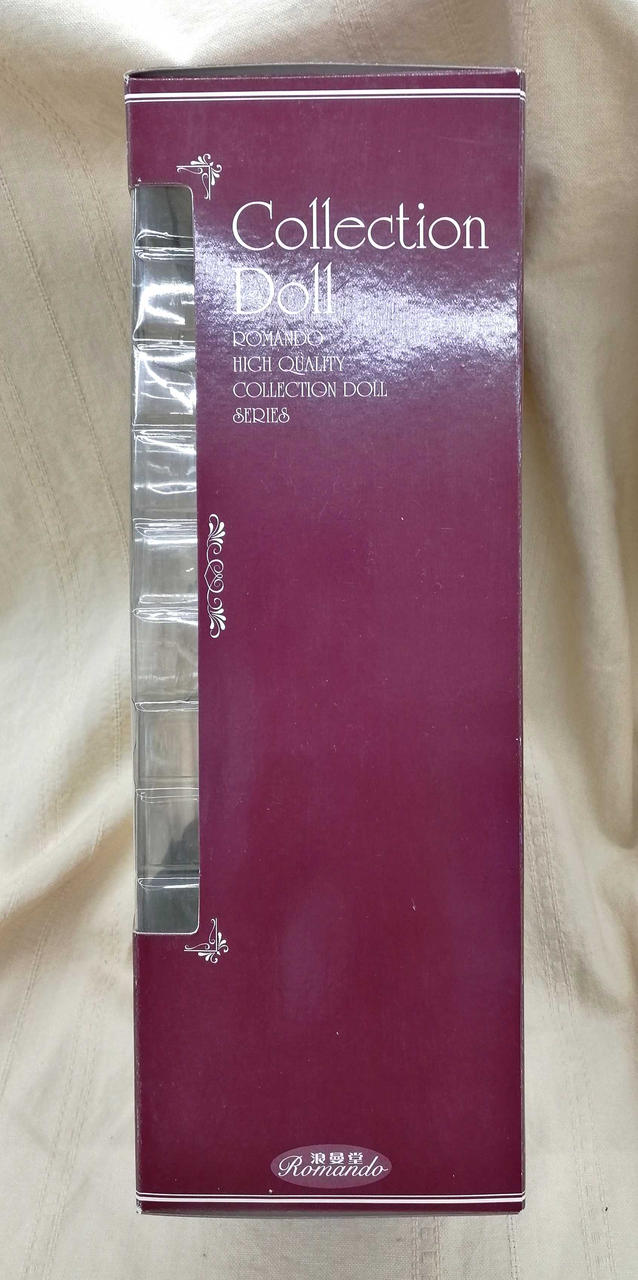 Collection
Doll
ROMANDO
HIGH QUALITY
COLLECTION DOLL
SERIES
浪曼堂
Romando